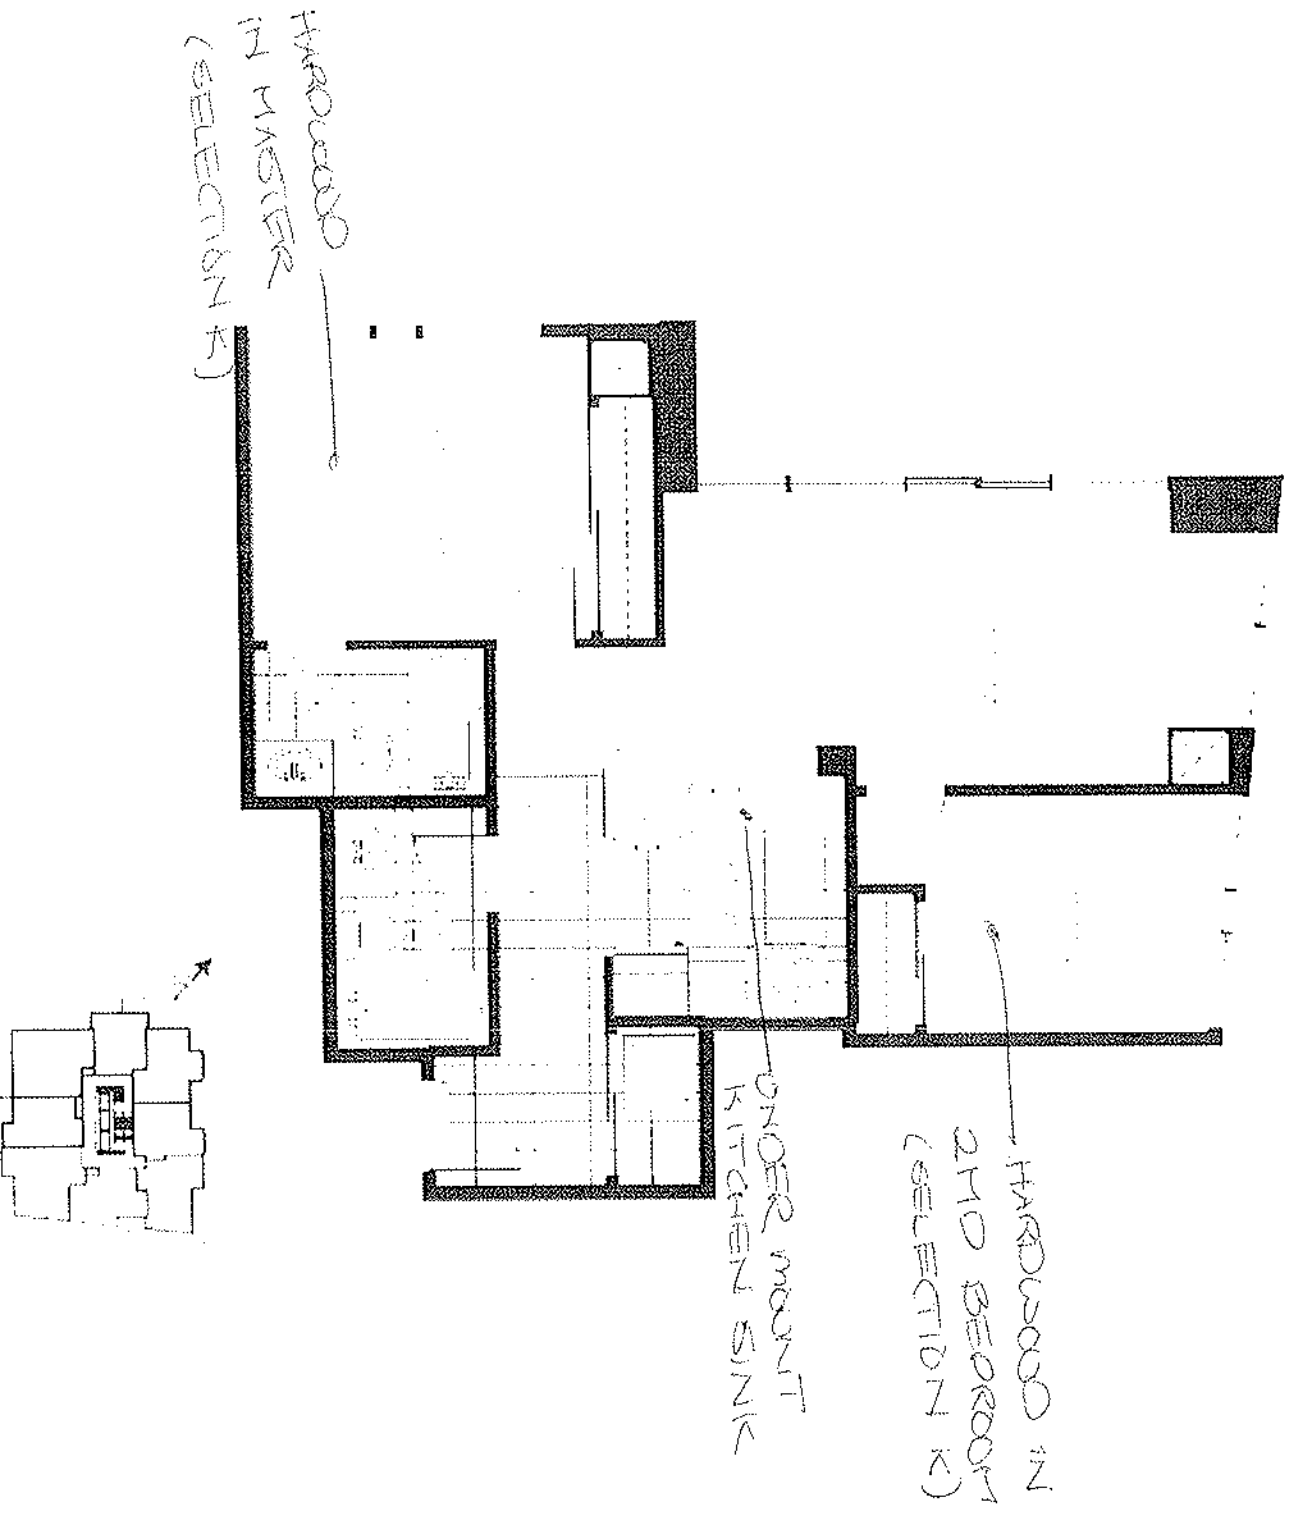 HARDWOOD
IN MASTER
(SELECTION K)
HARDWOOD IN
2ND BEDROOM
(SELECTION K)
UNDER MOUNT
KITCHEN SINK